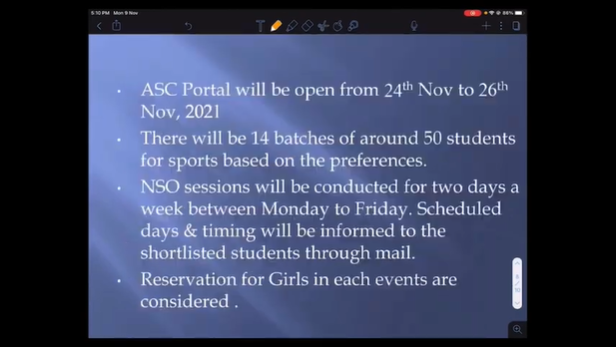 5:10 PM Mon 9 Nov
ASC Portal will be open from 24th Nov to 26th
Nov, 2021
There will be 14 batches of around 50 students
for sports based on the preferences.
NSO sessions will be conducted for two days a
week between Monday to Friday. Scheduled
days & timing will be informed to the
shortlisted students through mail.
Reservation for Girls in each events are
considered .